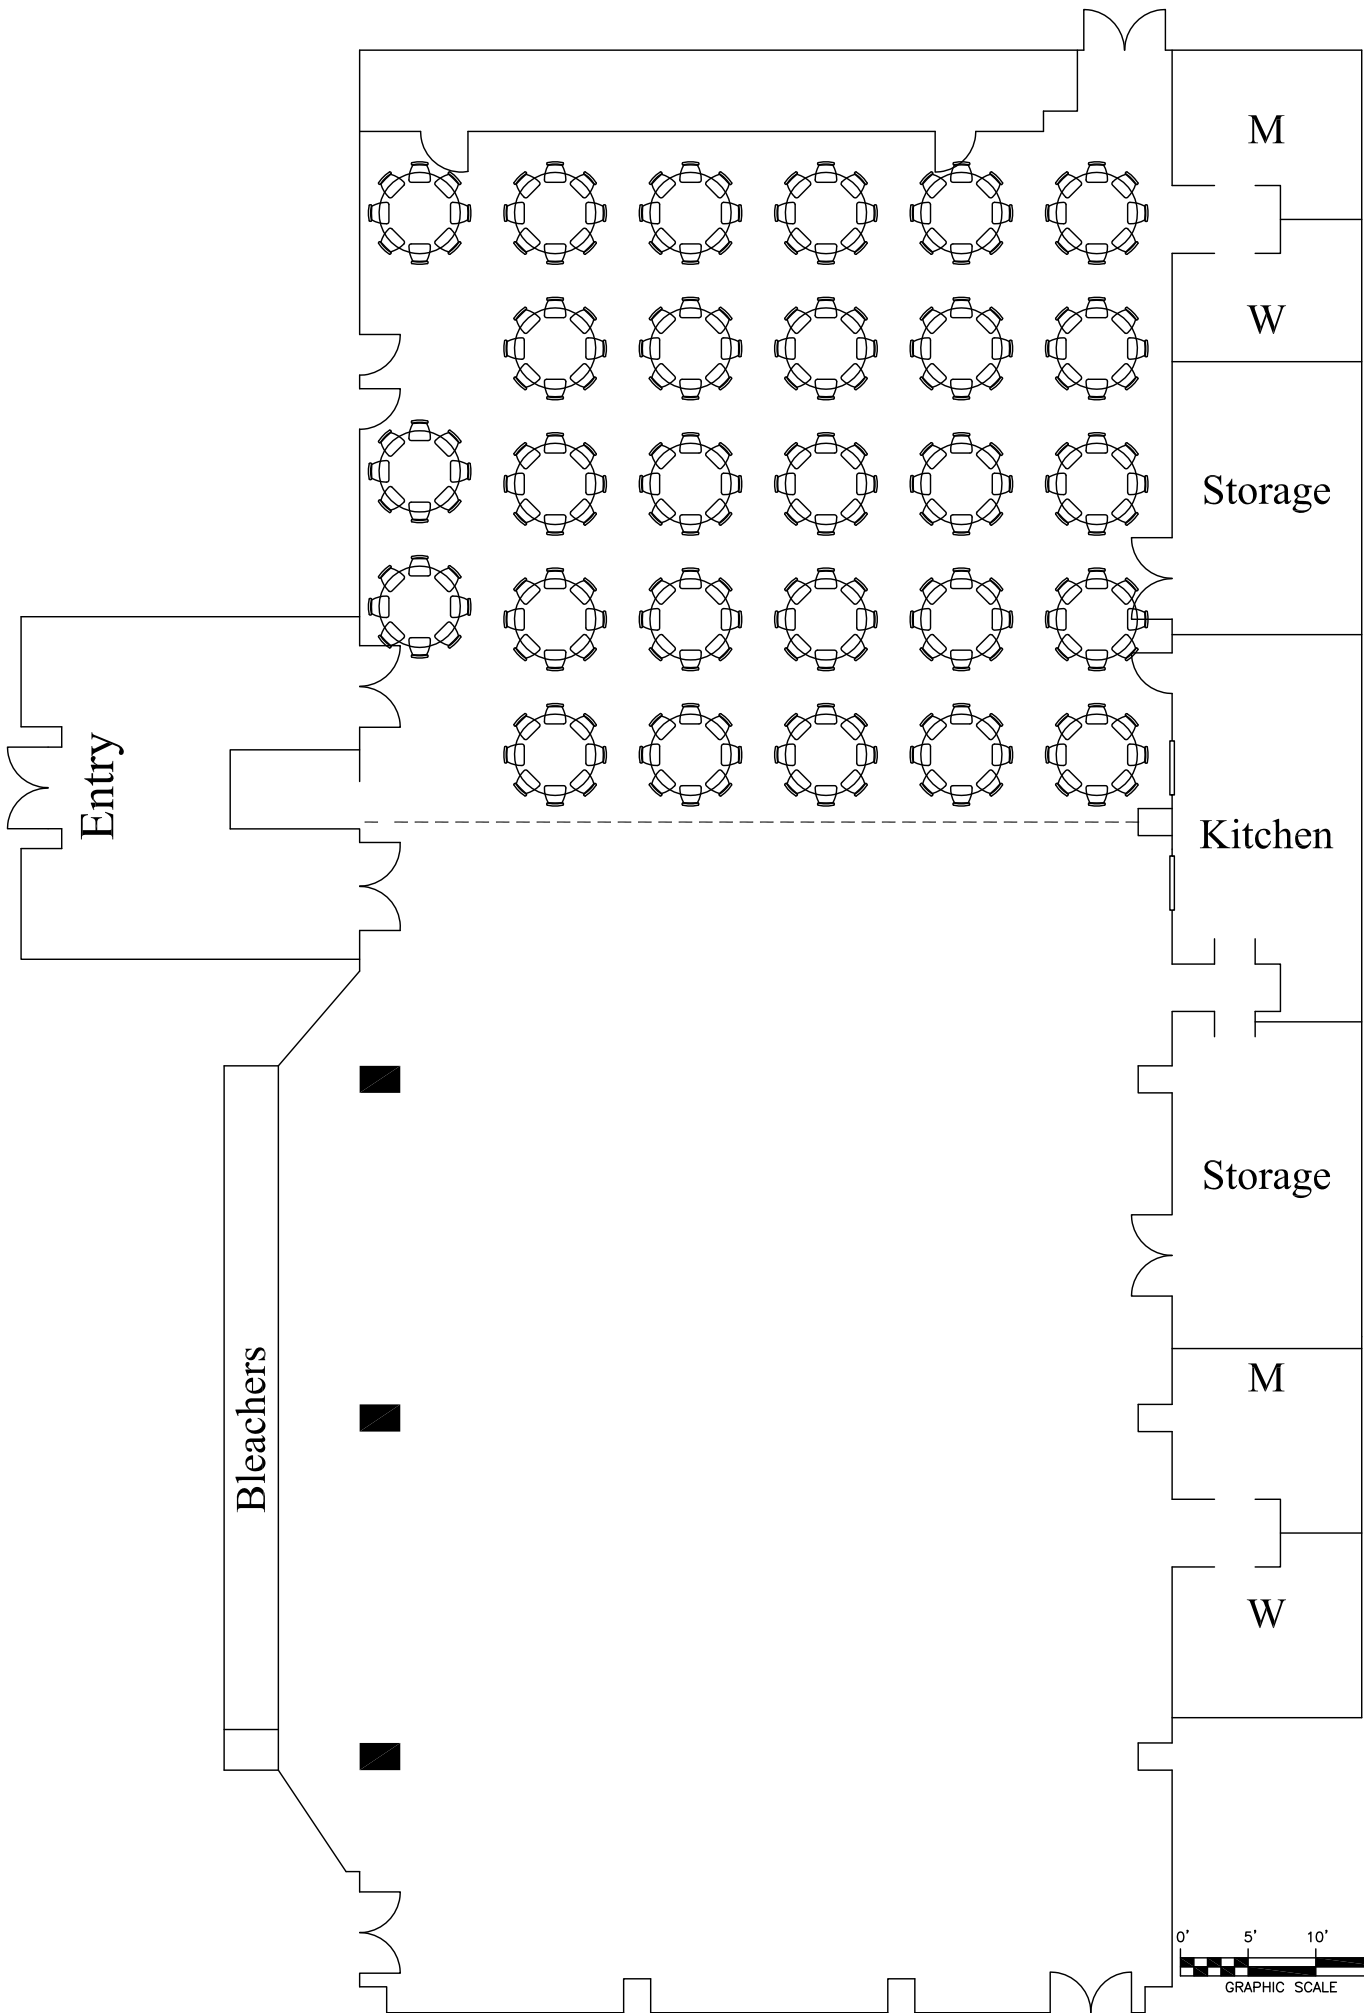 M
W
Storage
Entry
Kitchen
Storage
Bleachers
M
W
0' 5' 10'
GRAPHIC SCALE